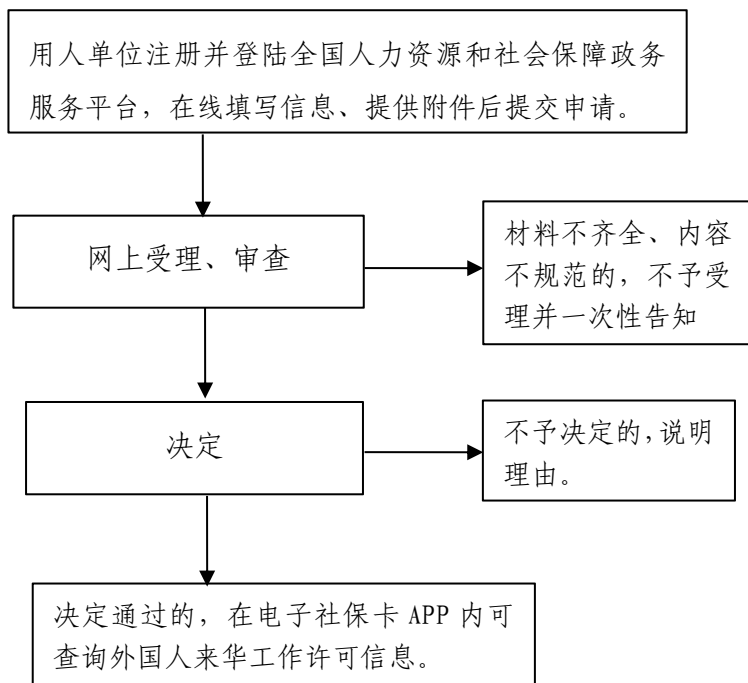 用人单位注册并登陆全国人力资源和社会保障政务
服务平台，在线填写信息、提供附件后提交申请。
网上受理、审查
材料不齐全、内容
不规范的，不予受
理并一次性告知
决定
不予决定的，说明
理由。
决定通过的，在电子社保卡 APP 内可
查询外国人来华工作许可信息。